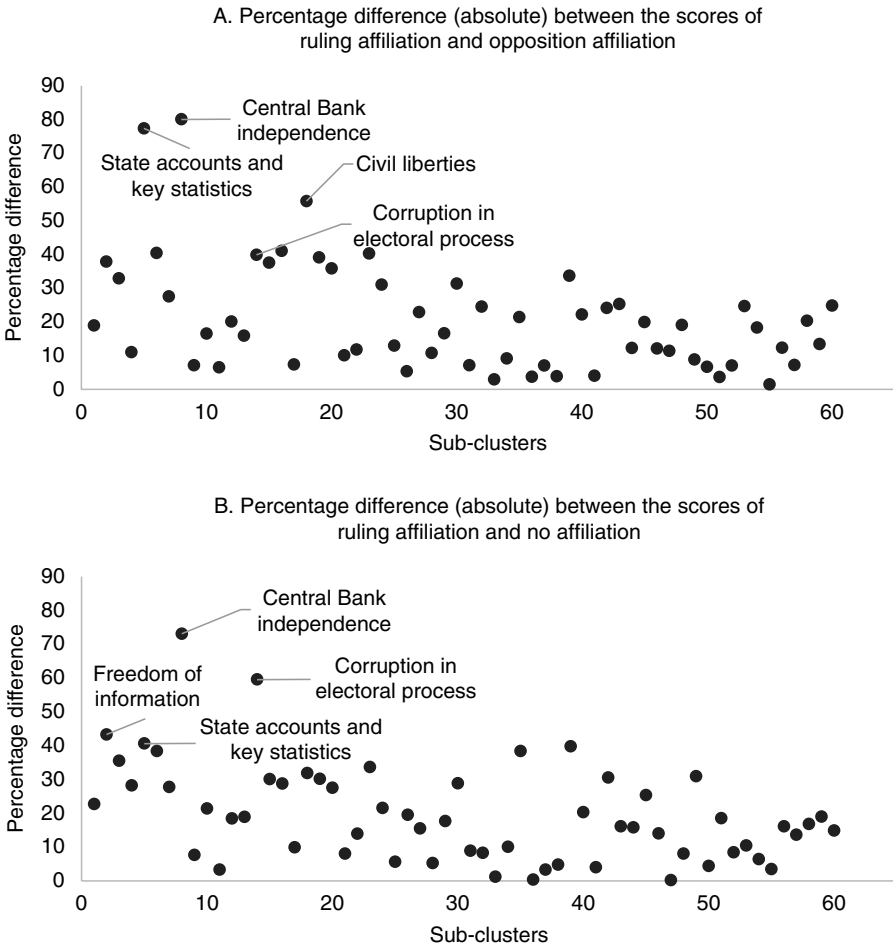 A. Percentage difference (absolute) between the scores of
ruling affiliation and opposition affiliation
Percentage difference
90
80
70
60
50
40
30
20
10
0
Central Bank
independence
State accounts and
key statistics
Civil liberties
Corruption in
electoral process
0 10 20 30 40 50 60
Sub-clusters
B. Percentage difference (absolute) between the scores of
ruling affiliation and no affiliation
Percentage difference
90
80
70
60
50
40
30
20
10
0
Central Bank
independence
Corruption in
electoral process
Freedom of
information
State accounts and
key statistics
0 10 20 30 40 50 60
Sub-clusters